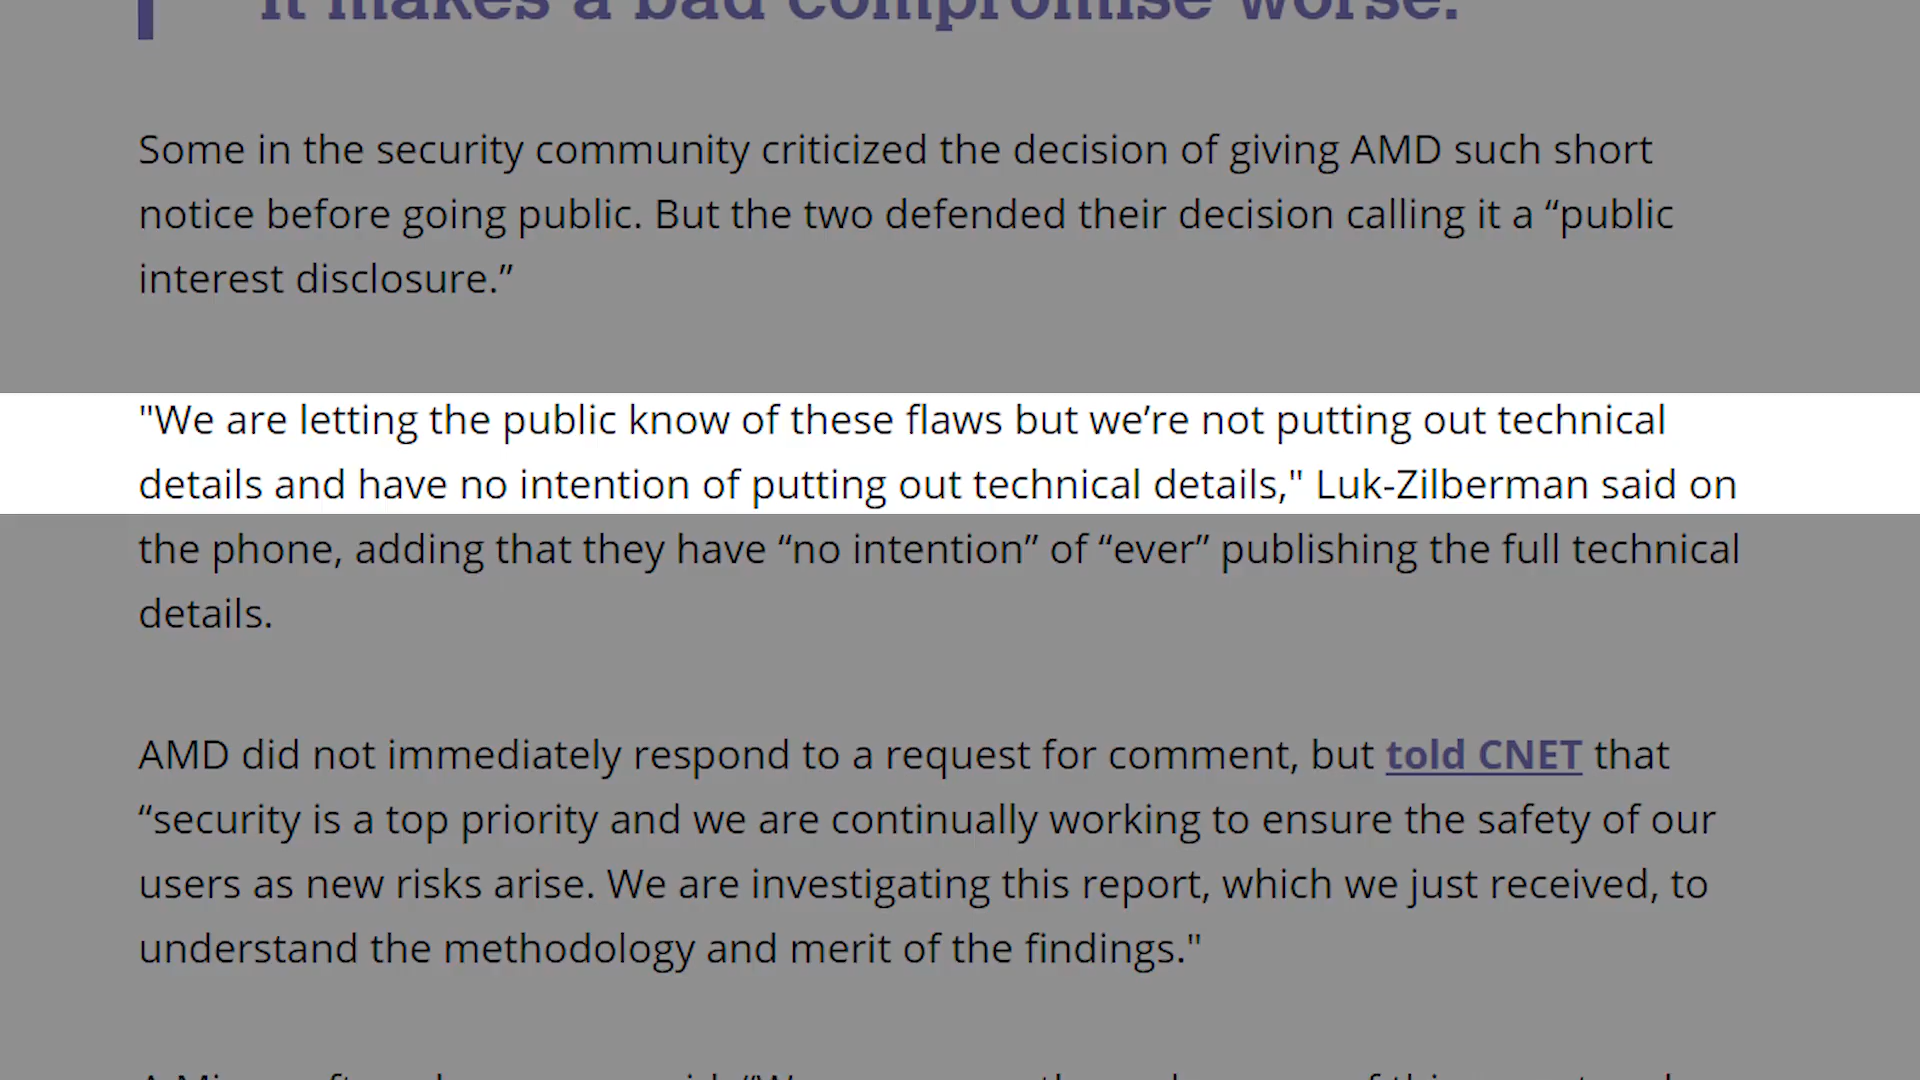 it makes a bad compromise worse.
Some in the security community criticized the decision of giving AMD such short
notice before going public. But the two defended their decision calling it a “public
interest disclosure.”
"We are letting the public know of these flaws but we’re not putting out technical
details and have no intention of putting out technical details," Luk-Zilberman said on
the phone, adding that they have “no intention” of “ever” publishing the full technical
details.
AMD did not immediately respond to a request for comment, but told CNET that
“security is a top priority and we are continually working to ensure the safety of our
users as new risks arise. We are investigating this report, which we just received, to
understand the methodology and merit of the findings."